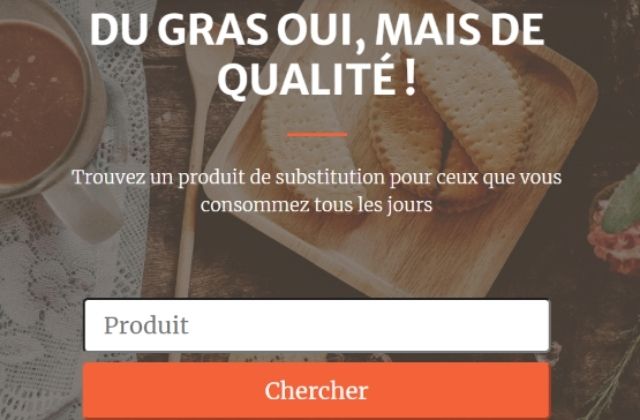 DU GRAS OUI, MAIS DE
QUALITÉ !
Trouvez un produit de substitution pour ceux que vous
consommez tous les jours
Produit
Chercher